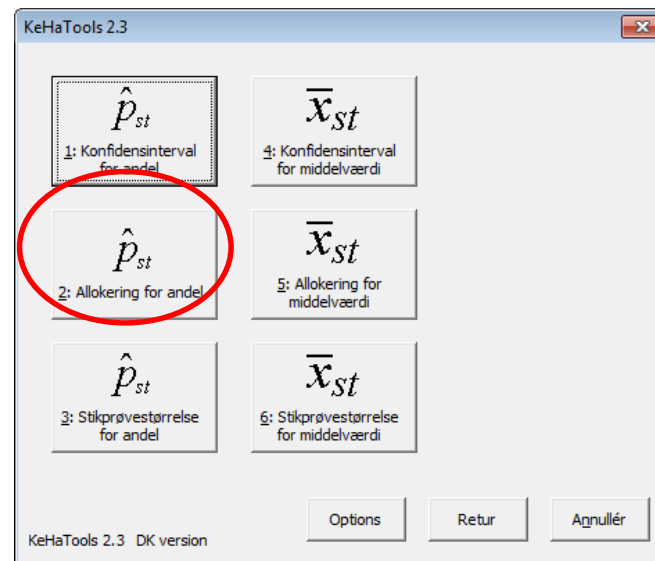 KeHaTools 2.3
p̂st
1: Konfidensinterval
for andel
x̅st
4: Konfidensinterval
for middelværdi
p̂st
2: Allokering for andel
x̅st
5: Allokering for
middelværdi
p̂st
3: Stikprøvestørrelse
for andel
x̅st
6: Stikprøvestørrelse
for middelværdi
Options
Retur
Annullér
KeHaTools 2.3 DK version